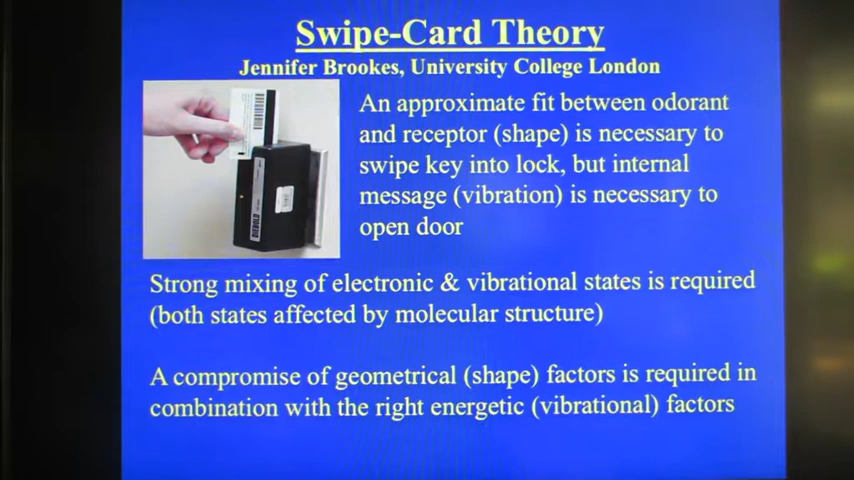 Swipe-Card Theory
Jennifer Brookes, University College London
An approximate fit between odorant
and receptor (shape) is necessary to
swipe key into lock, but internal
message (vibration) is necessary to
open door
DIEBOLD
Strong mixing of electronic & vibrational states is required
(both states affected by molecular structure)
A compromise of geometrical (shape) factors is required in
combination with the right energetic (vibrational) factors